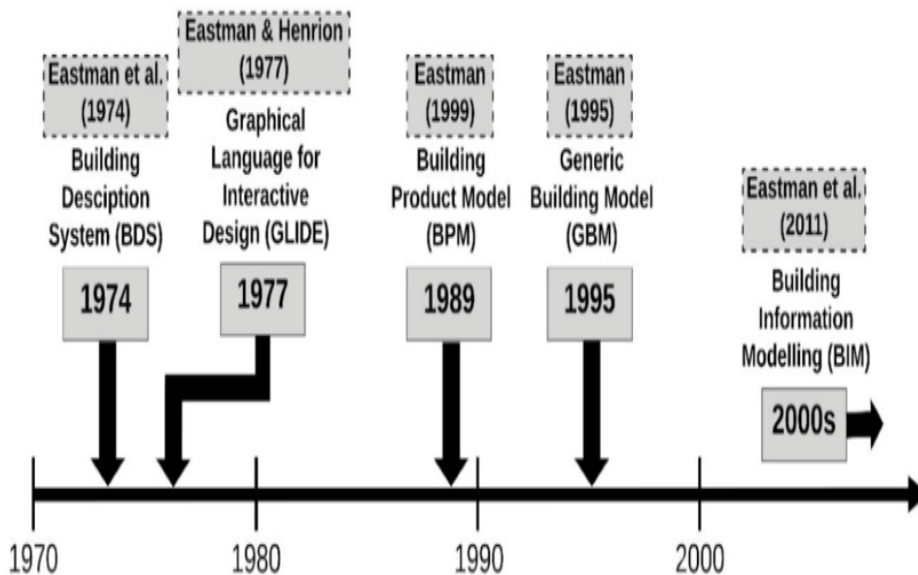 Eastman et al.
(1974)
Building
Desciption
System (BDS)
1974
Eastman & Henrion
(1977)
Graphical
Language for
Interactive
Design (GLIDE)
1977
Eastman
(1999)
Building
Product Model
(BPM)
1989
Eastman
(1995)
Generic
Building Model
(GBM)
1995
Eastman et al.
(2011)
Building
Information
Modelling (BIM)
2000s
1970
1980
1990
2000